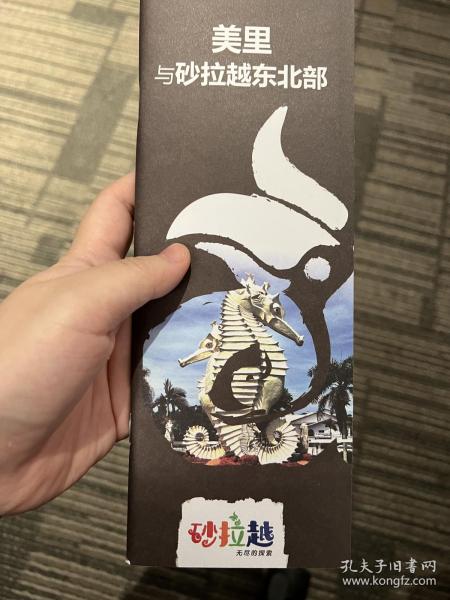 美里
与砂拉越东北部
砂拉越
无尽的探索
孔夫子旧书网
www.kongfz.com